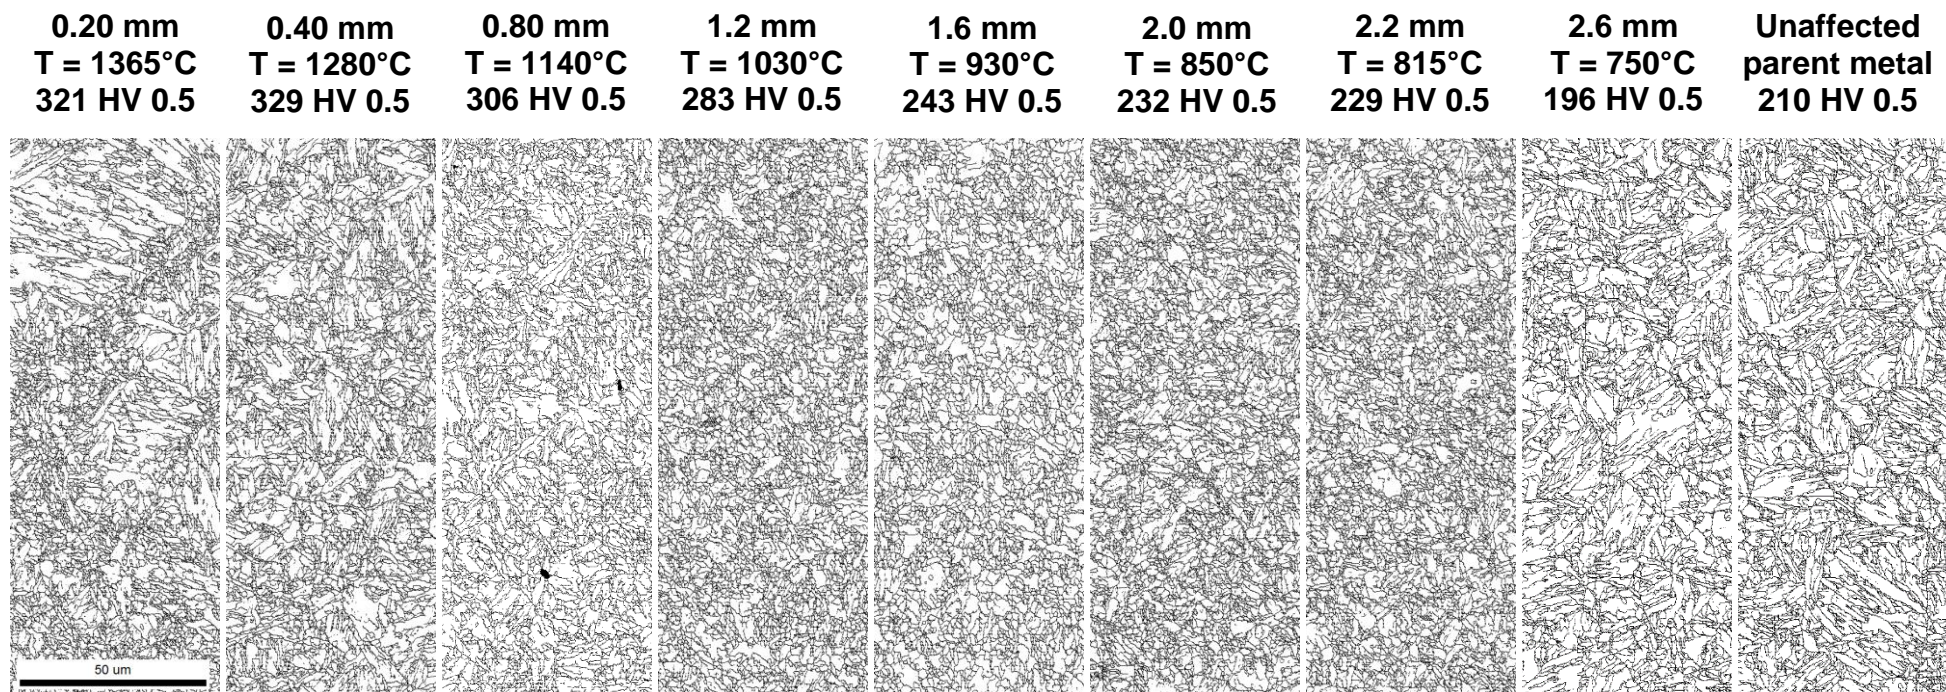 0.20 mm
T = 1365°C
321 HV 0.5
0.40 mm
T = 1280°C
329 HV 0.5
0.80 mm
T = 1140°C
306 HV 0.5
1.2 mm
T = 1030°C
283 HV 0.5
1.6 mm
T = 930°C
243 HV 0.5
2.0 mm
T = 850°C
232 HV 0.5
2.2 mm
T = 815°C
229 HV 0.5
2.6 mm
T = 750°C
196 HV 0.5
Unaffected
parent metal
210 HV 0.5
50 um